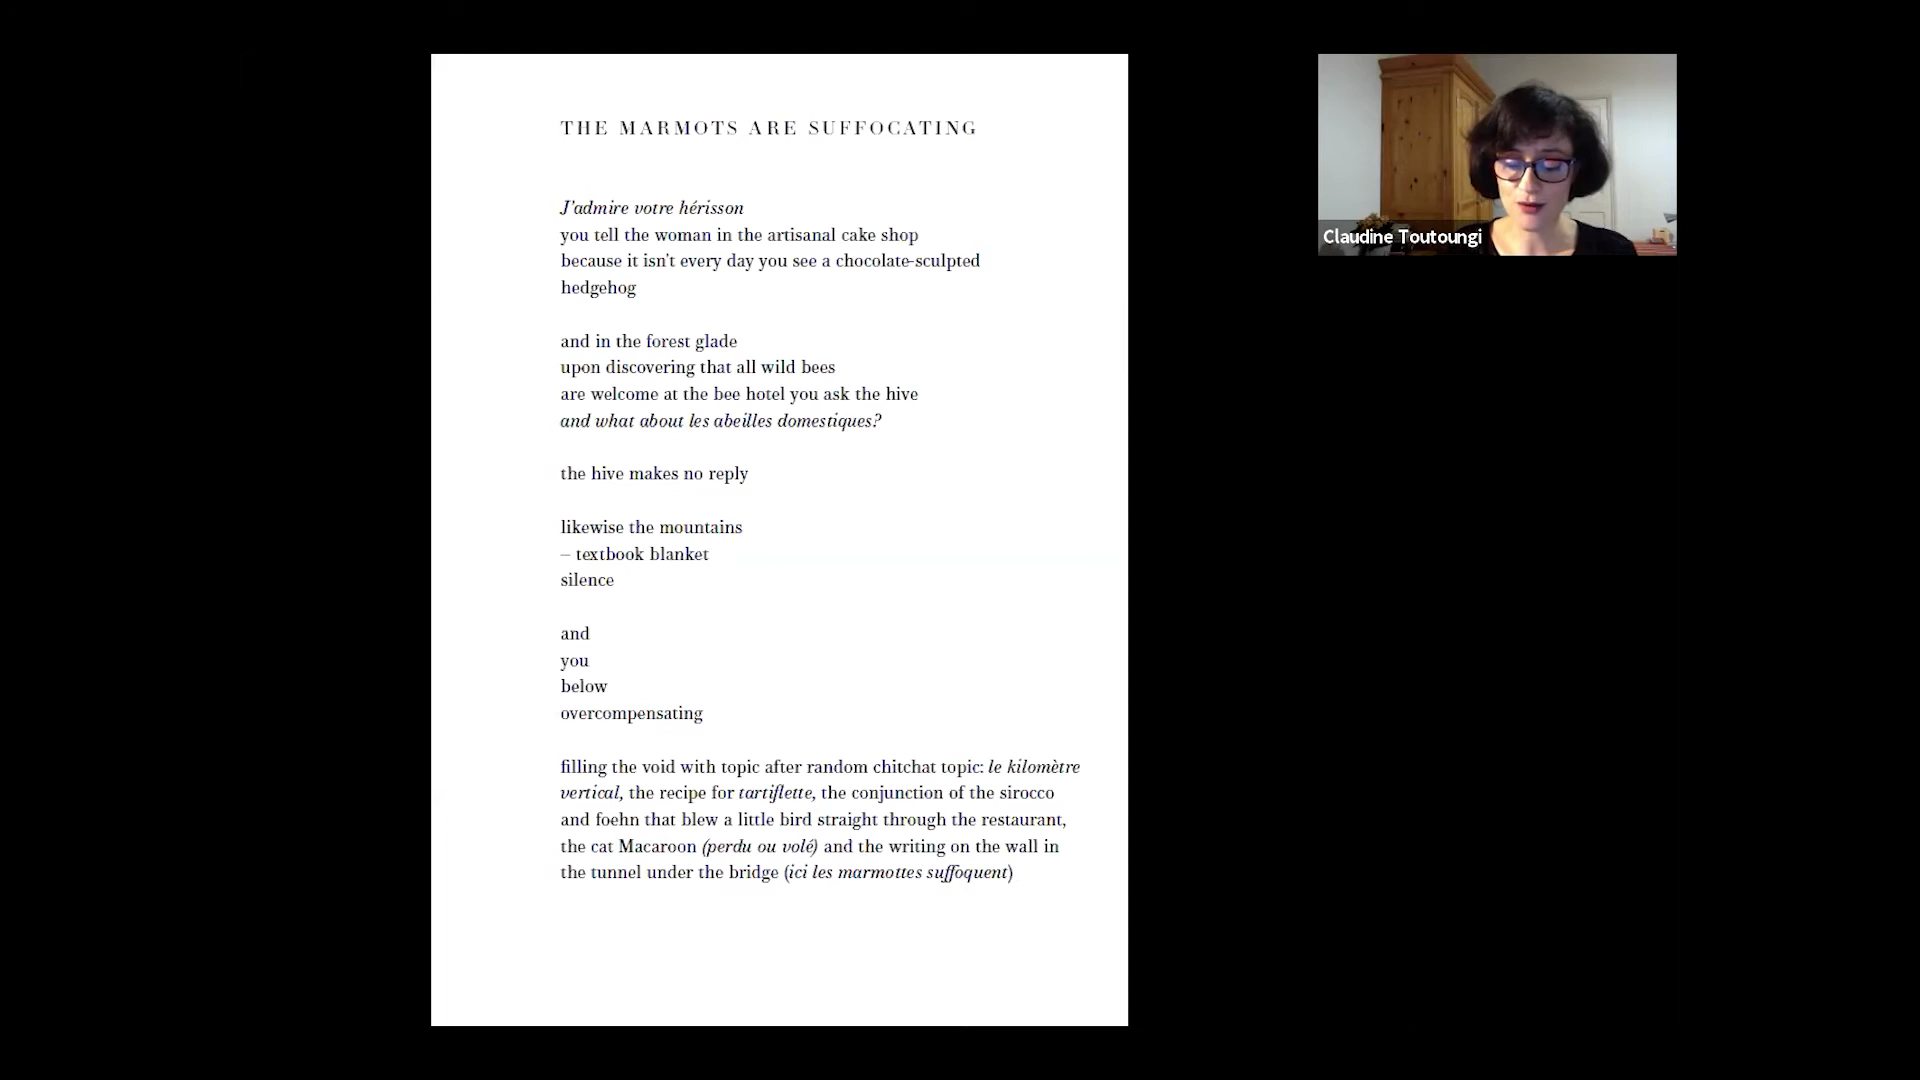 THE MARMOTS ARE SUFFOCATING
J’admire votre hérisson
you tell the woman in the artisanal cake shop
because it isn’t every day you see a chocolate-sculpted
hedgehog
and in the forest glade
upon discovering that all wild bees
are welcome at the bee hotel you ask the hive
and what about les abeilles domestiques?
the hive makes no reply
likewise the mountains
– textbook blanket
silence
and
you
below
overcompensating
filling the void with topic after random chitchat topic: le kilomètre
vertical, the recipe for tartiflette, the conjunction of the sirocco
and foehn that blew a little bird straight through the restaurant,
the cat Macaroon (perdu ou volé) and the writing on the wall in
the tunnel under the bridge (ici les marmottes suffoquent)
Claudine Toutoungi